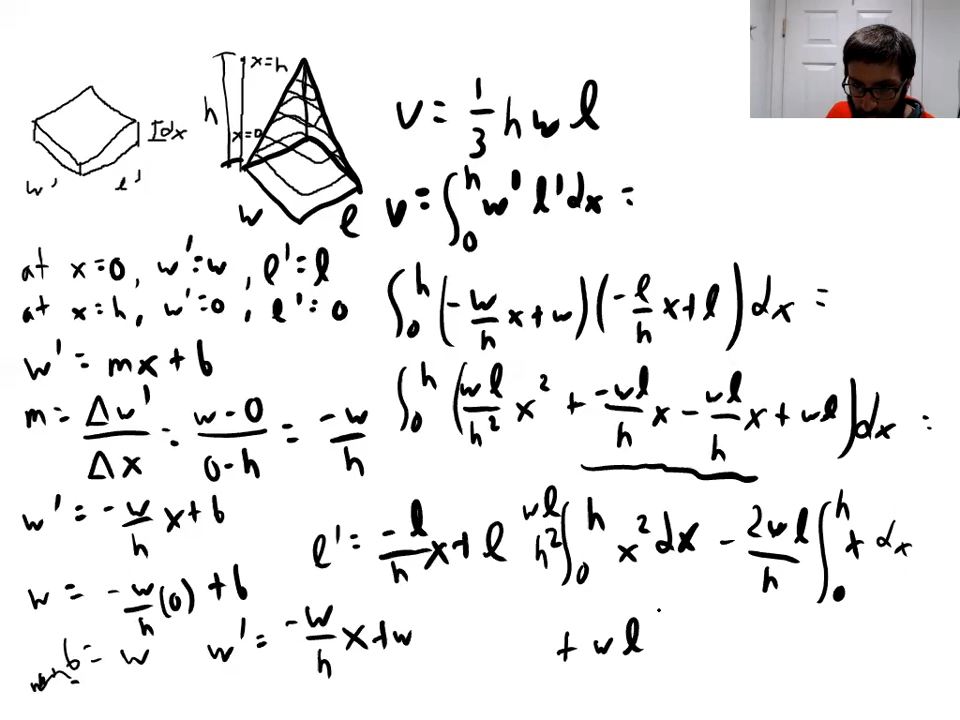 x=h
h
x=0
dx
w' l'
w l
at x=0, w'=w, l'=l
at x=h, w'=0, l'=0
w' = mx + b
m = Δw'/Δx = (w-0)/(0-h) = -w/h
w' = -w/h x + b
w = -w/h (0) + b
b = w w' = -w/h x + w
l' = -l/h x + l
V = 1/3 h w l
V = ∫₀ʰ w' l' dx =
∫₀ʰ (-w/h x + w)(-l/h x + l) dx =
∫₀ʰ (wl/h² x² + -wl/h x - wl/h x + wl) dx =
wl/h² ∫₀ʰ x² dx - 2wl/h ∫₀ʰ x dx
+ wl